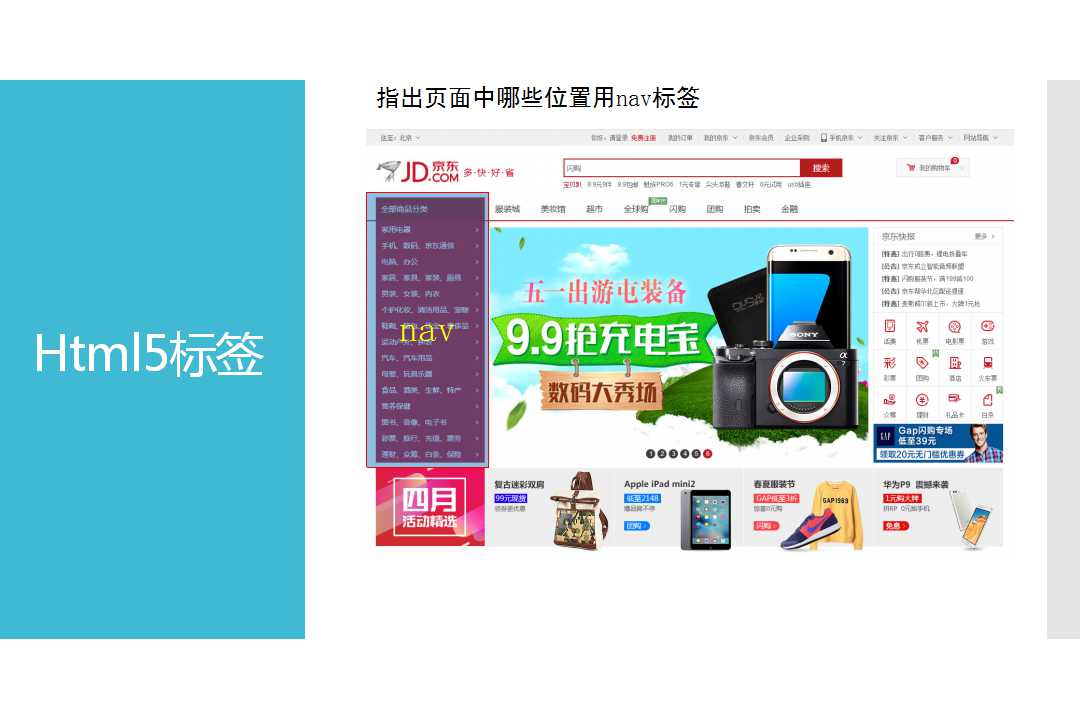 指出页面中哪些位置用nav标签
Html5标签
送至：北京
你好，请登录 免费注册 我的订单 我的京东 京东会员 企业采购 手机京东 关注京东 客户服务 网站导航
JD.COM 京东 多·快·好·省
闪购
搜索
我的购物车 0
全部商品分类
服装城 美妆馆 超市 全球购 闪购 团购 拍卖 金融
家用电器
手机、数码、京东通信
电脑、办公
家居、家具、家装、厨具
男装、女装、内衣
个护化妆、清洁用品、宠物
nav
汽车、汽车用品
母婴、玩具乐器
食品、酒类、生鲜、特产
营养保健
图书、音像、电子书
彩票、旅行、充值、票务
理财、众筹、白条、保险
五一出游屯装备
9.9抢充电宝
数码大秀场
SONY
1 2 3 4 5 6
京东快报 更多
话费 机票 电影票 游戏
彩票 团购 酒店 火车票
众筹 理财 礼品卡 白条
GAP
Gap闪购专场
低至39元
领取20元无门槛优惠券
四月
活动精选
复古迷彩双肩
99元现货
Apple iPad mini2
低至2148
团购
春夏服装节
GAP低至3折
闪购
GAP 1969
华为P9 震撼来袭
1元购大牌
免息